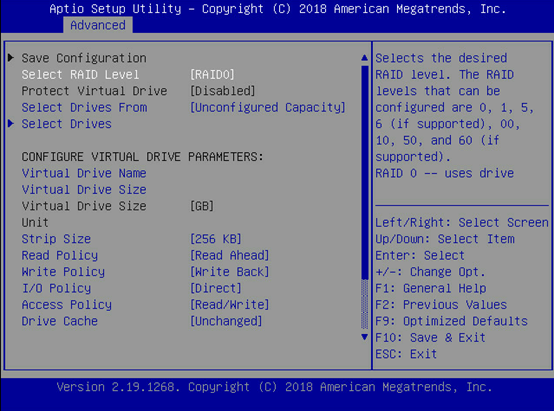 Aptio Setup Utility – Copyright (C) 2018 American Megatrends, Inc.
Advanced
Save Configuration
Select RAID Level [RAID0]
Protect Virtual Drive [Disabled]
Select Drives From [Unconfigured Capacity]
Select Drives
CONFIGURE VIRTUAL DRIVE PARAMETERS:
Virtual Drive Name
Virtual Drive Size
Virtual Drive Size [GB]
Unit
Strip Size [256 KB]
Read Policy [Read Ahead]
Write Policy [Write Back]
I/O Policy [Direct]
Access Policy [Read/Write]
Drive Cache [Unchanged]
Selects the desired
RAID level. The RAID
levels that can be
configured are 0, 1, 5,
6 (if supported), 00,
10, 50, and 60 (if
supported).
RAID 0 -- uses drive
Left/Right: Select Screen
Up/Down: Select Item
Enter: Select
+/-: Change Opt.
F1: General Help
F2: Previous Values
F9: Optimized Defaults
F10: Save & Exit
ESC: Exit
Version 2.19.1268. Copyright (C) 2018 American Megatrends, Inc.